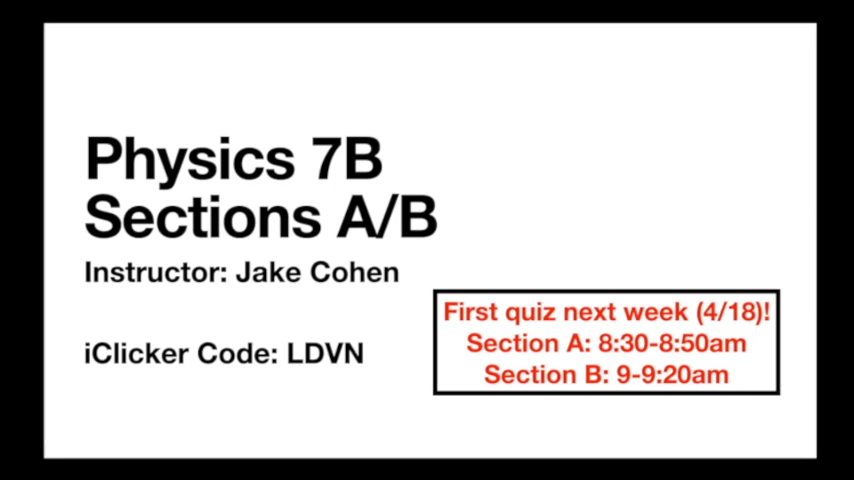 Physics 7B
Sections A/B
Instructor: Jake Cohen
iClicker Code: LDVN
First quiz next week (4/18)!
Section A: 8:30-8:50am
Section B: 9-9:20am